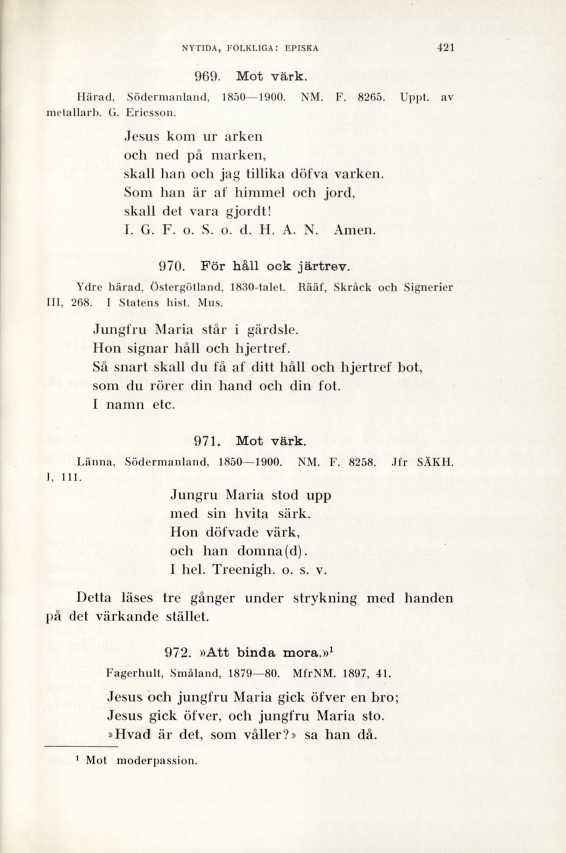 NYTIDA, FOLKLIGA: EPISKA 421
969. Mot värk.
Härad, Södermanland, 1850—1900. NM. F. 8265. Uppt. av
metallarb. G. Ericsson.
Jesus kom ur arken
och ned på marken,
skall han och jag tillika döfva varken.
Som han är af himmel och jord,
skall det vara gjordt!
I. G. F. o. S. o. d. H. A. N. Amen.
970. För håll ock järtrev.
Ydre härad, Östergötland, 1830-talet. Rääf, Skråck och Signerier
III, 268. I Statens hist. Mus.
Jungfru Maria står i gärdsle.
Hon signar håll och hjertref.
Så snart skall du få af ditt håll och hjertref bot,
som du rörer din hand och din fot.
I namn etc.
971. Mot värk.
Länna, Södermanland, 1850—1900. NM. F. 8258. Jfr SÄKH.
I, 111.
Jungru Maria stod upp
med sin hvita särk.
Hon döfvade värk,
och han domna(d).
I hel. Treenigh. o. s. v.
Detta läses tre gånger under strykning med handen
på det värkande stället.
972. »Att binda mora.»¹
Fagerhult, Småland, 1879—80. MfrNM. 1897, 41.
Jesus och jungfru Maria gick öfver en bro;
Jesus gick öfver, och jungfru Maria sto.
»Hvad är det, som våller?» sa han då.
¹ Mot moderpassion.